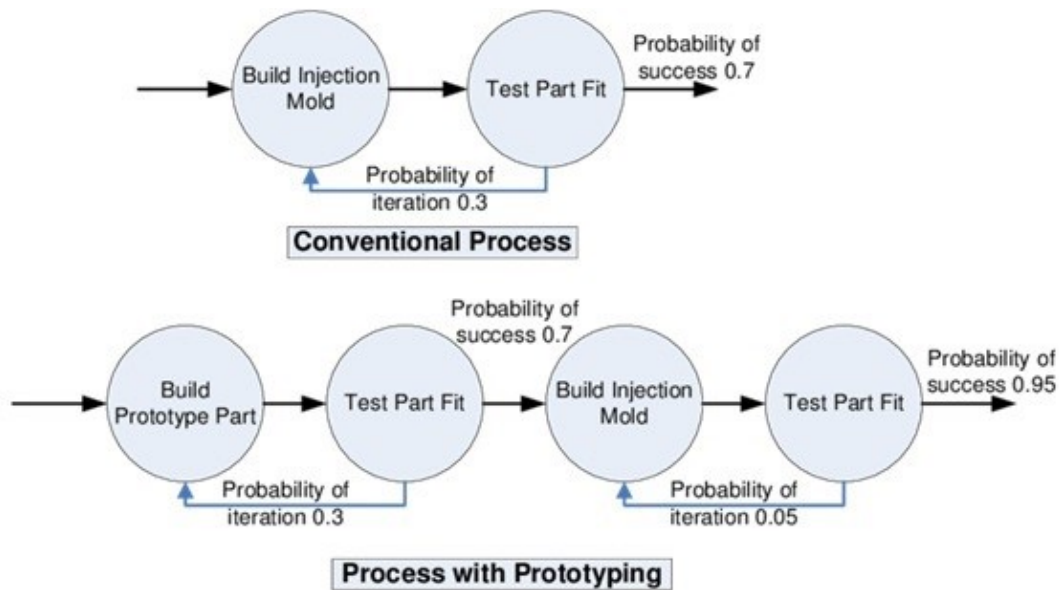 Build Injection
Mold
Test Part Fit
Probability of
success 0.7
Probability of
iteration 0.3
Conventional Process
Build
Prototype Part
Test Part Fit
Probability of
success 0.7
Build Injection
Mold
Test Part Fit
Probability of
success 0.95
Probability of
iteration 0.3
Probability of
iteration 0.05
Process with Prototyping